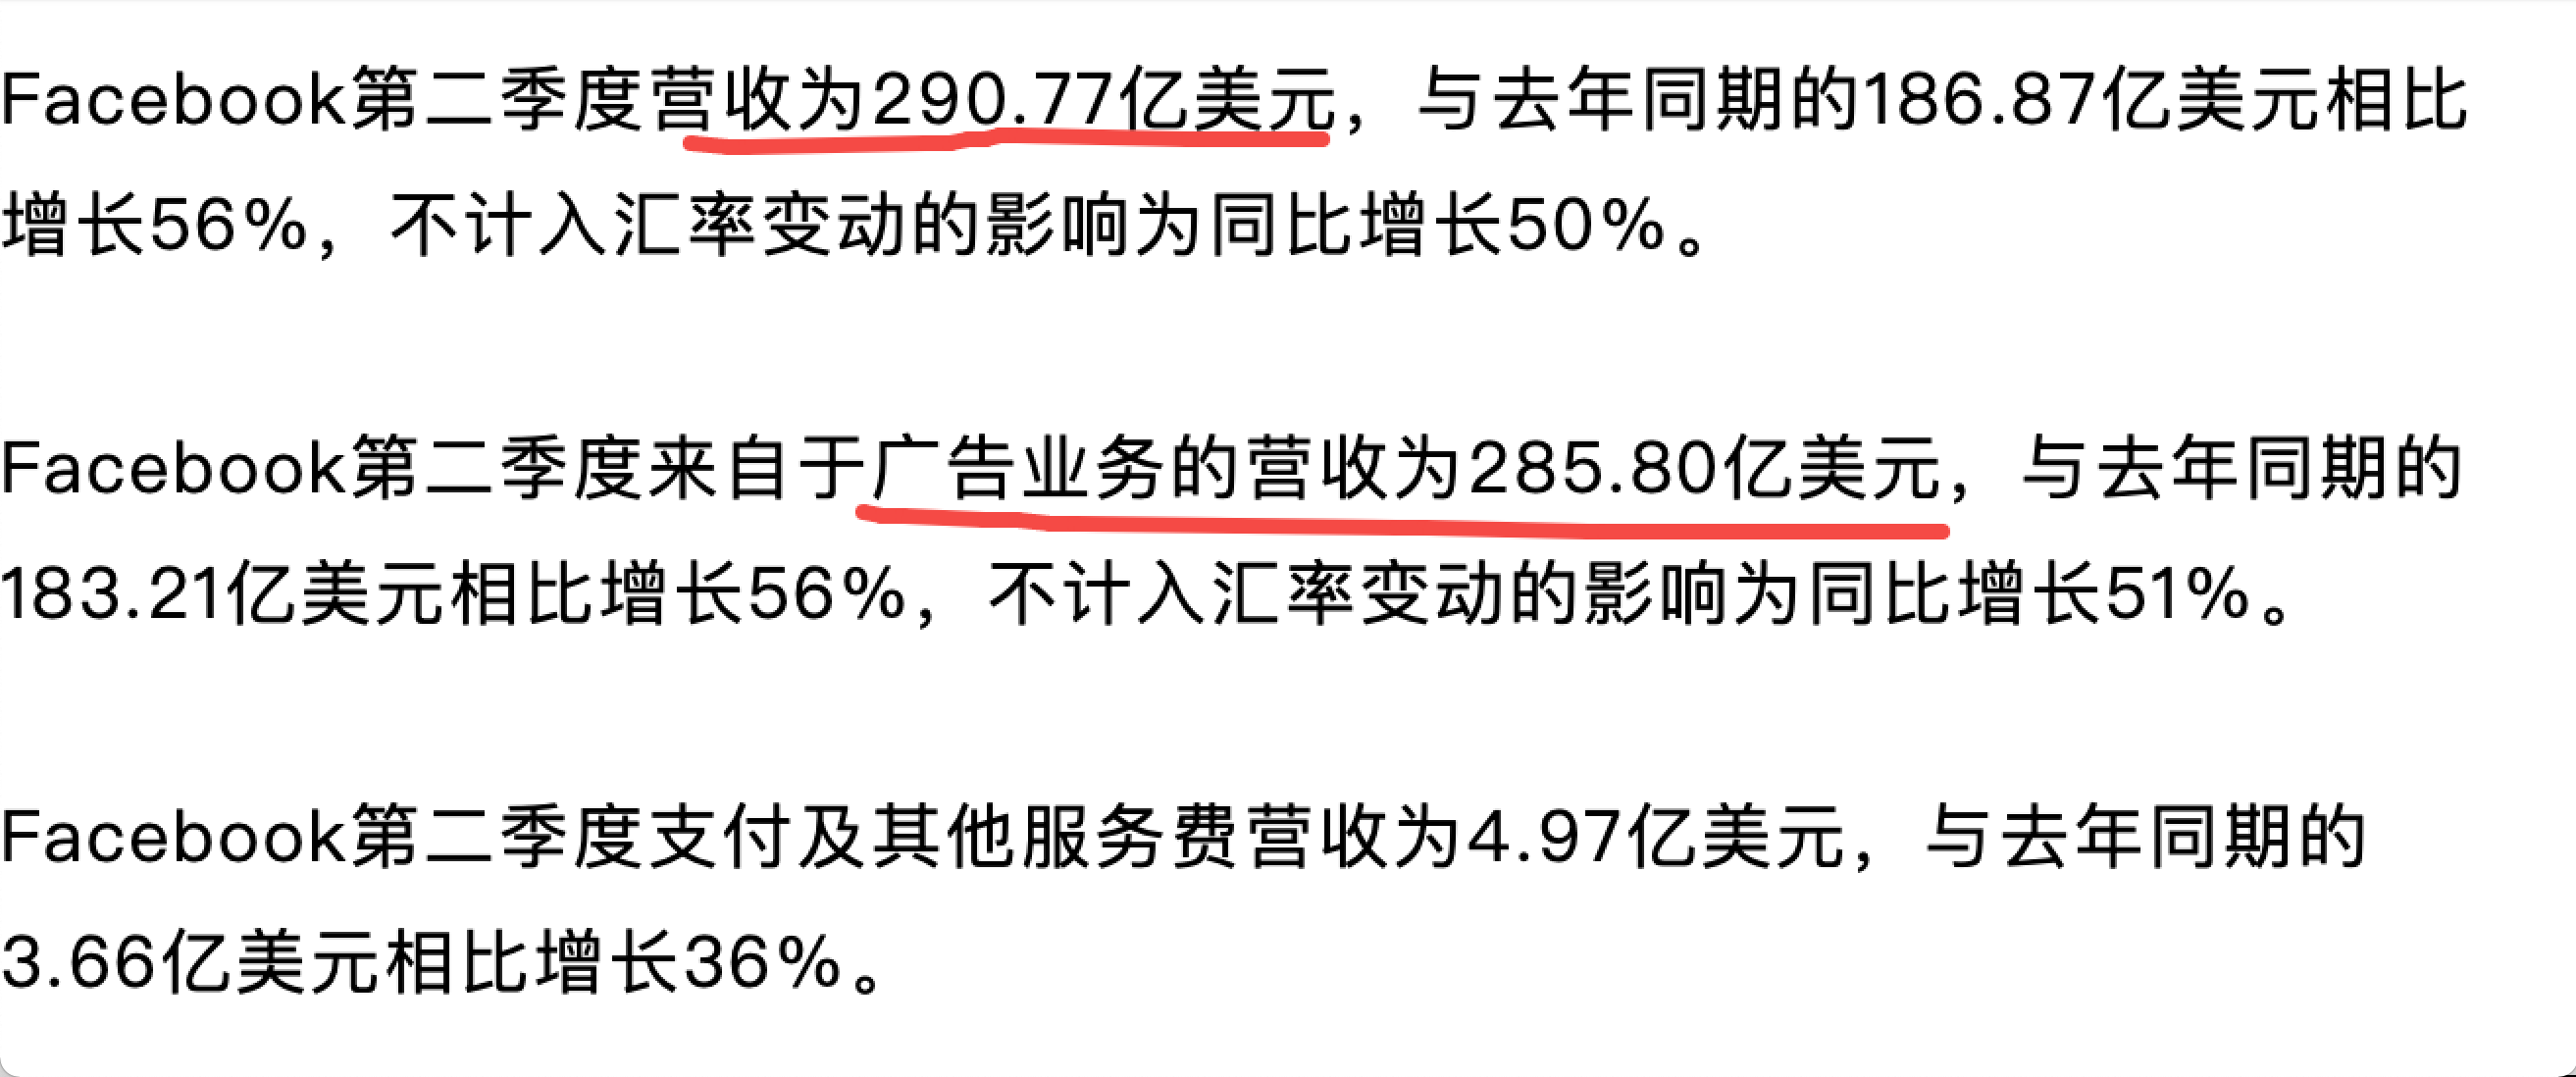 Facebook第二季度营收为290.77亿美元，与去年同期的186.87亿美元相比
增长56%，不计入汇率变动的影响为同比增长50%。
Facebook第二季度来自于广告业务的营收为285.80亿美元，与去年同期的
183.21亿美元相比增长56%，不计入汇率变动的影响为同比增长51%。
Facebook第二季度支付及其他服务费营收为4.97亿美元，与去年同期的
3.66亿美元相比增长36%。